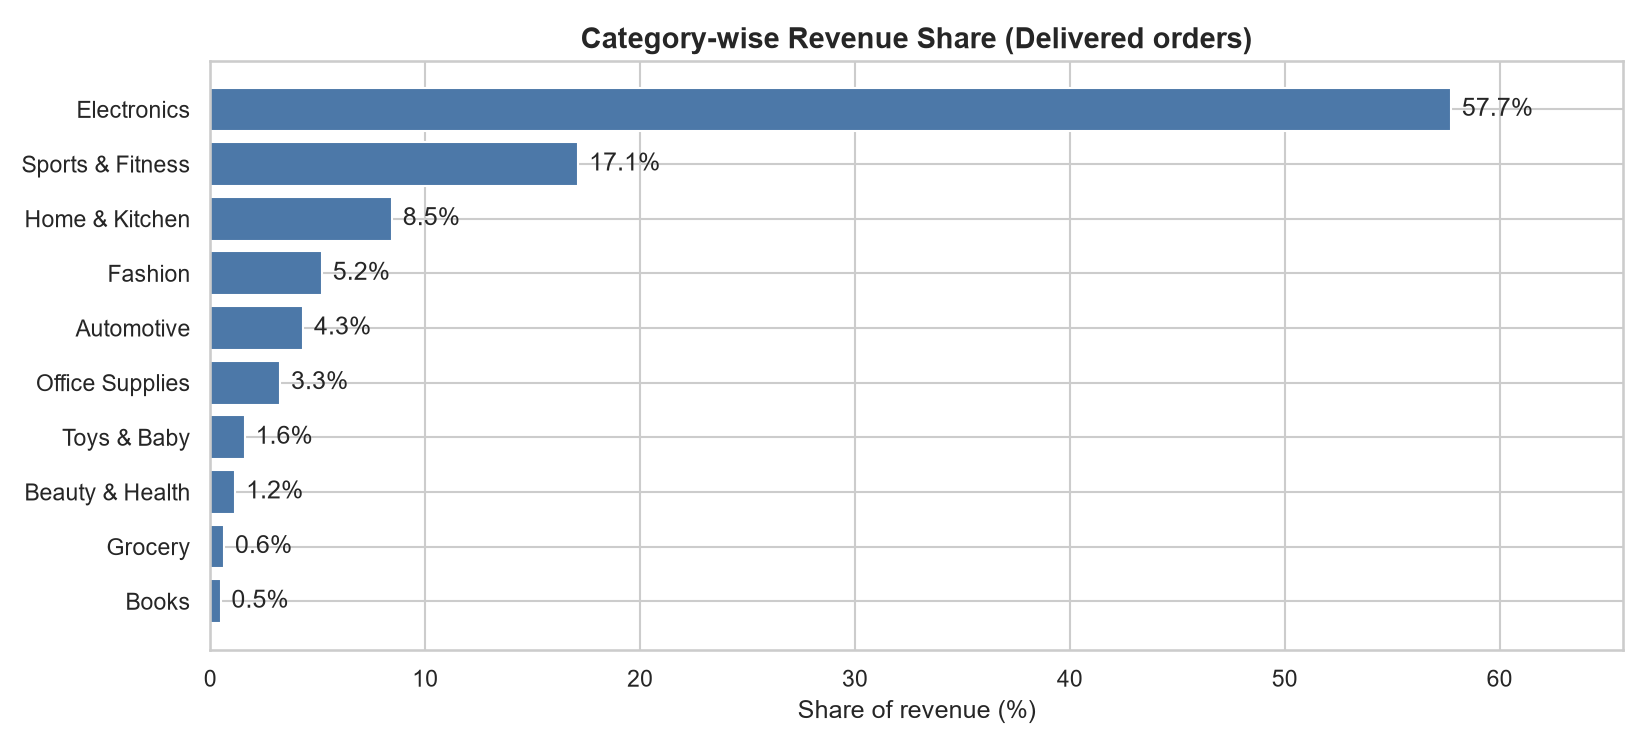 Category-wise Revenue Share (Delivered orders)
Electronics 57.7%
Sports & Fitness 17.1%
Home & Kitchen 8.5%
Fashion 5.2%
Automotive 4.3%
Office Supplies 3.3%
Toys & Baby 1.6%
Beauty & Health 1.2%
Grocery 0.6%
Books 0.5%
0 10 20 30 40 50 60
Share of revenue (%)